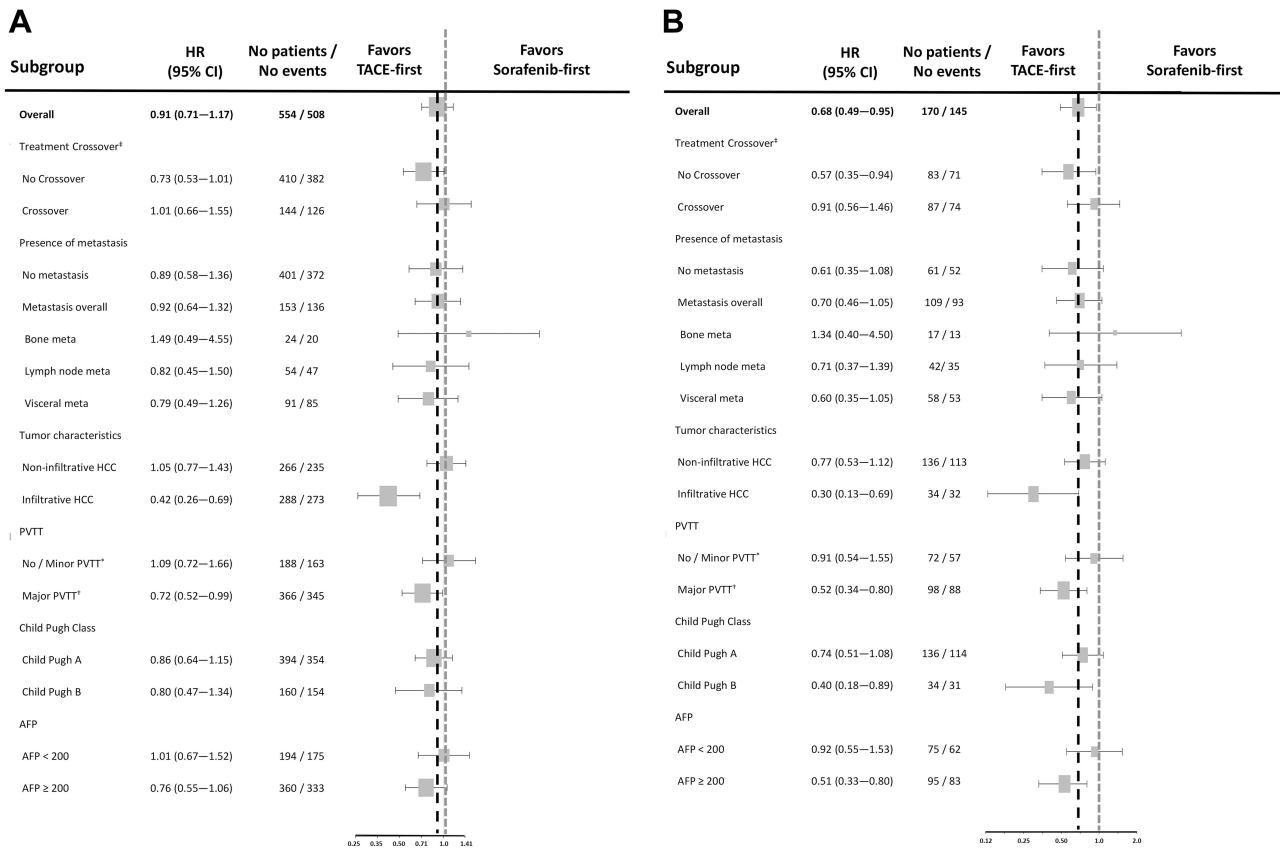 A
Subgroup HR (95% CI) No patients / No events Favors TACE-first Favors Sorafenib-first
Overall 0.91 (0.71—1.17) 554 / 508
Treatment Crossover‡
No Crossover 0.73 (0.53—1.01) 410 / 382
Crossover 1.01 (0.66—1.55) 144 / 126
Presence of metastasis
No metastasis 0.89 (0.58—1.36) 401 / 372
Metastasis overall 0.92 (0.64—1.32) 153 / 136
Bone meta 1.49 (0.49—4.55) 24 / 20
Lymph node meta 0.82 (0.45—1.50) 54 / 47
Visceral meta 0.79 (0.49—1.26) 91 / 85
Tumor characteristics
Non-infiltrative HCC 1.05 (0.77—1.43) 266 / 235
Infiltrative HCC 0.42 (0.26—0.69) 288 / 273
PVTT
No / Minor PVTT* 1.09 (0.72—1.66) 188 / 163
Major PVTT† 0.72 (0.52—0.99) 366 / 345
Child Pugh Class
Child Pugh A 0.86 (0.64—1.15) 394 / 354
Child Pugh B 0.80 (0.47—1.34) 160 / 154
AFP
AFP < 200 1.01 (0.67—1.52) 194 / 175
AFP ≥ 200 0.76 (0.55—1.06) 360 / 333
0.25 0.35 0.50 0.71 1.0 1.41
B
Subgroup HR (95% CI) No patients / No events Favors TACE-first Favors Sorafenib-first
Overall 0.68 (0.49—0.95) 170 / 145
Treatment Crossover‡
No Crossover 0.57 (0.35—0.94) 83 / 71
Crossover 0.91 (0.56—1.46) 87 / 74
Presence of metastasis
No metastasis 0.61 (0.35—1.08) 61 / 52
Metastasis overall 0.70 (0.46—1.05) 109 / 93
Bone meta 1.34 (0.40—4.50) 17 / 13
Lymph node meta 0.71 (0.37—1.39) 42/ 35
Visceral meta 0.60 (0.35—1.05) 58 / 53
Tumor characteristics
Non-infiltrative HCC 0.77 (0.53—1.12) 136 / 113
Infiltrative HCC 0.30 (0.13—0.69) 34 / 32
PVTT
No / Minor PVTT* 0.91 (0.54—1.55) 72 / 57
Major PVTT† 0.52 (0.34—0.80) 98 / 88
Child Pugh Class
Child Pugh A 0.74 (0.51—1.08) 136 / 114
Child Pugh B 0.40 (0.18—0.89) 34 / 31
AFP
AFP < 200 0.92 (0.55—1.53) 75 / 62
AFP ≥ 200 0.51 (0.33—0.80) 95 / 83
0.12 0.25 0.50 1.0 2.0